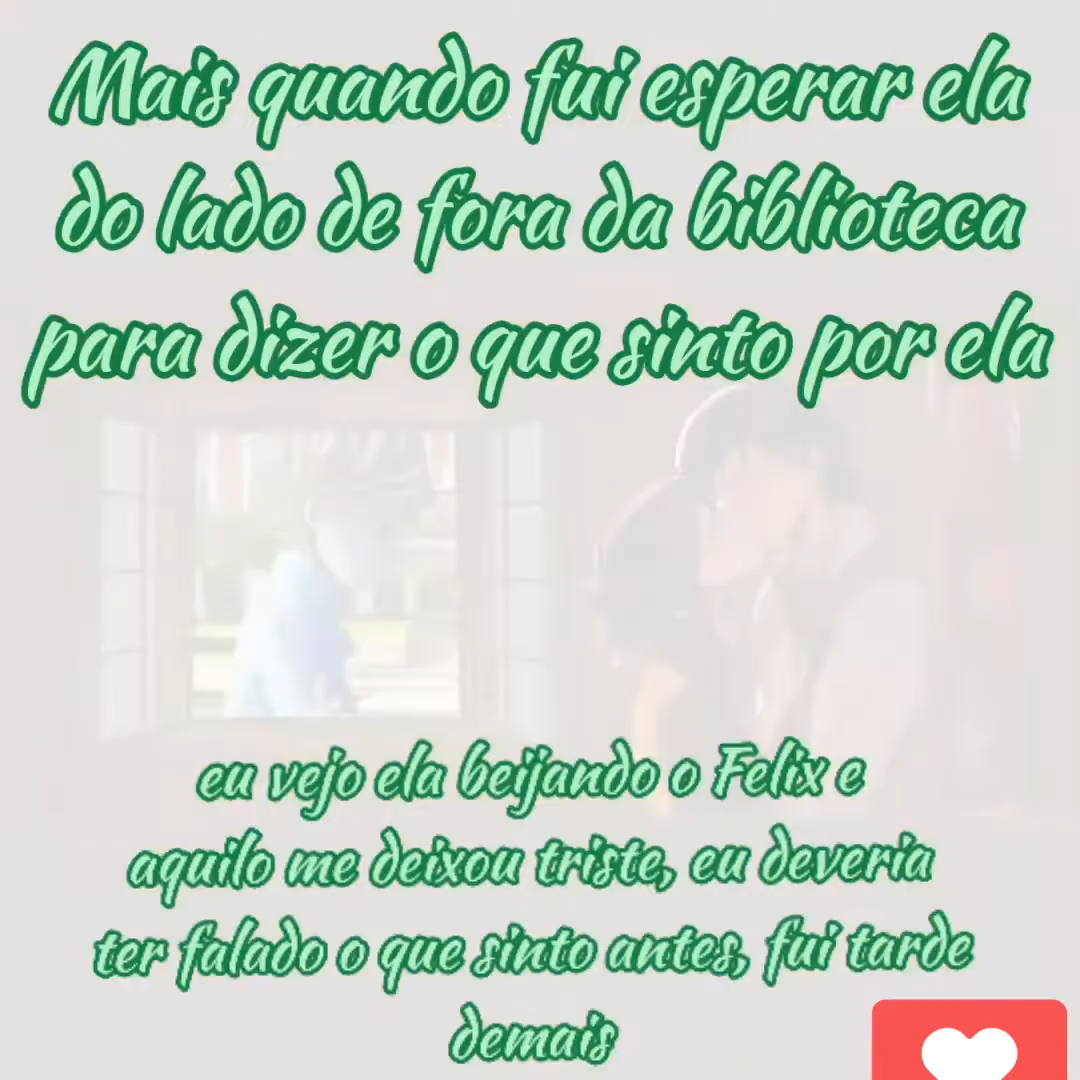 Mais quando fui esperar ela
do lado de fora da biblioteca
para dizer o que sinto por ela
eu vejo ela beijando o Felix e
aquilo me deixou triste, eu deveria
ter falado o que sinto antes, fui tarde
demais